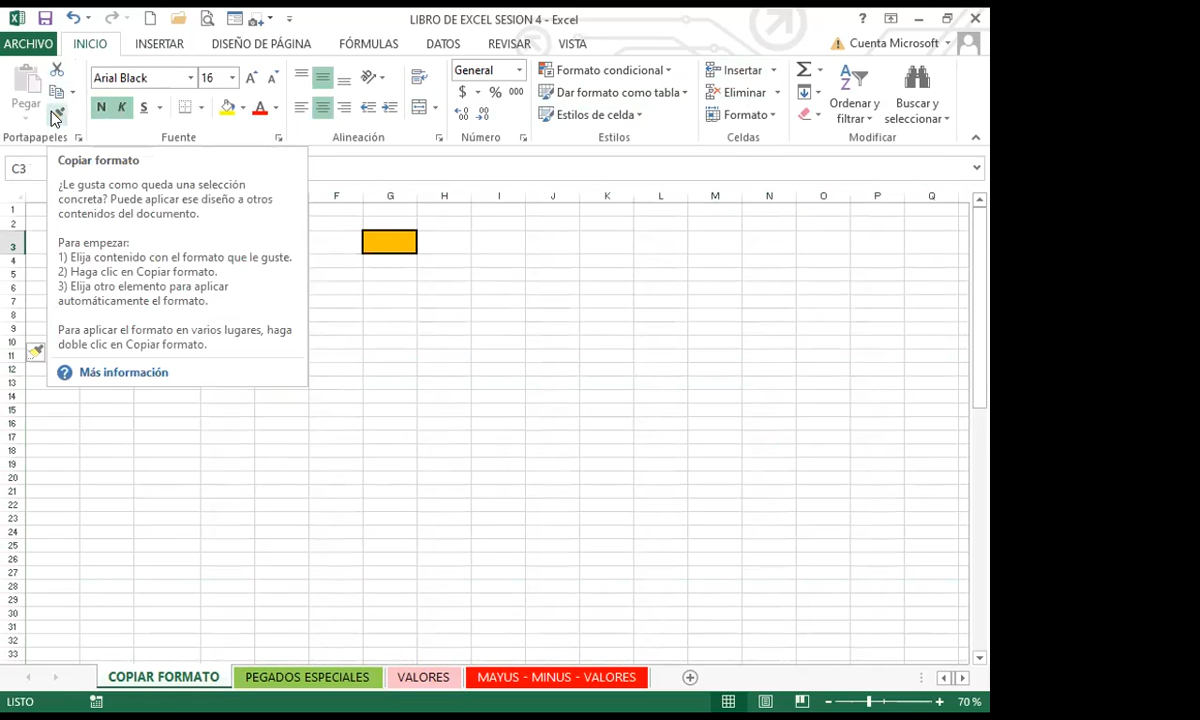 LIBRO DE EXCEL SESION 4 - Excel
ARCHIVO INICIO INSERTAR DISEÑO DE PÁGINA FÓRMULAS DATOS REVISAR VISTA Cuenta Microsoft
Arial Black 16 General Formato condicional Insertar
Dar formato como tabla Eliminar
Pegar Ordenar y Buscar y
N K S $ % 000 Estilos de celda Formato filtrar seleccionar
Portapapeles Fuente Alineación Número Estilos Celdas Modificar
C3
Copiar formato
¿Le gusta como queda una selección
concreta? Puede aplicar ese diseño a otros
contenidos del documento.
Para empezar:
1) Elija contenido con el formato que le guste.
2) Haga clic en Copiar formato.
3) Elija otro elemento para aplicar
automáticamente el formato.
Para aplicar el formato en varios lugares, haga
doble clic en Copiar formato.
Más información
F G H I J K L M N O P Q
1
2
3
4
5
6
7
8
9
10
11
12
13
14
15
16
17
18
19
20
21
22
23
24
25
26
27
28
29
30
31
32
33
COPIAR FORMATO PEGADOS ESPECIALES VALORES MAYUS - MINUS - VALORES
LISTO 70 %